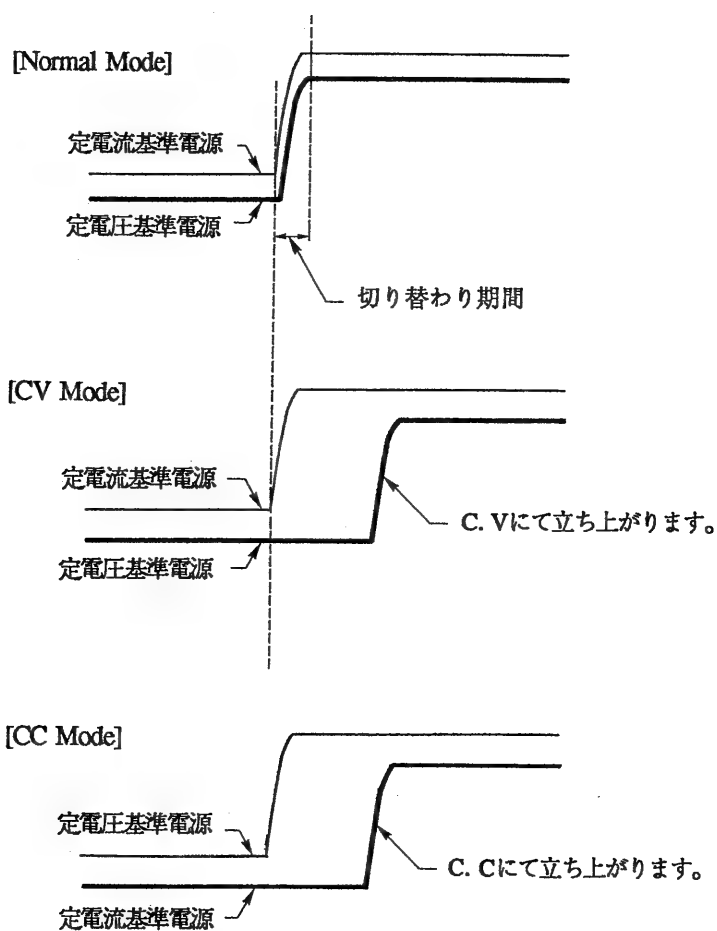 [Normal Mode]
定電流基準電源
定電圧基準電源
切り替わり期間
[CV Mode]
定電流基準電源
C. Vにて立ち上がります。
定電圧基準電源
[CC Mode]
定電圧基準電源
C. Cにて立ち上がります。
定電流基準電源